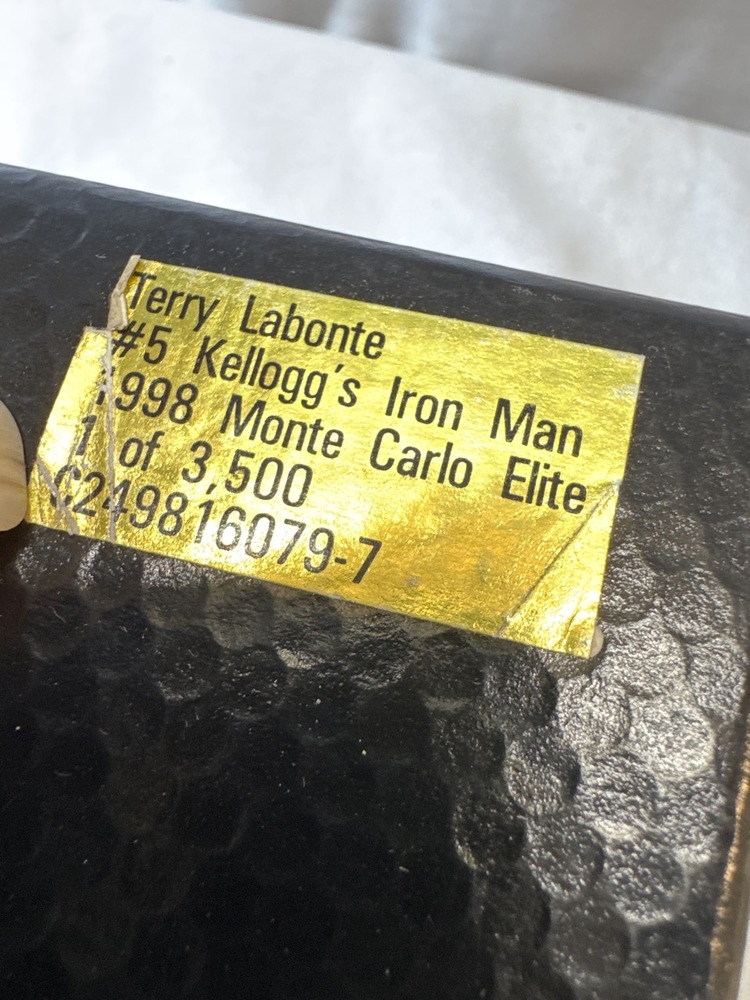 Terry Labonte
#5 Kellogg's Iron Man
1998 Monte Carlo Elite
1 of 3,500
C249816079-7